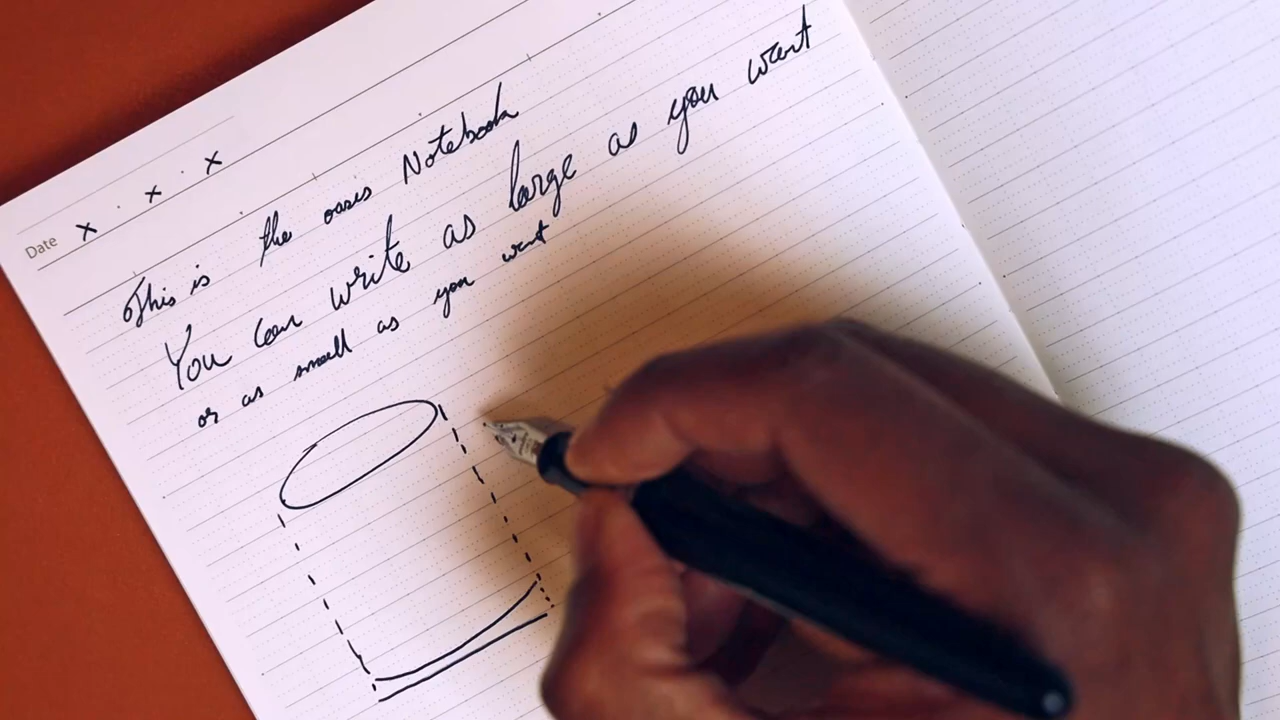 Date x . x . x
This is the oases Notebook
You can write as large as you want
or as small as you want